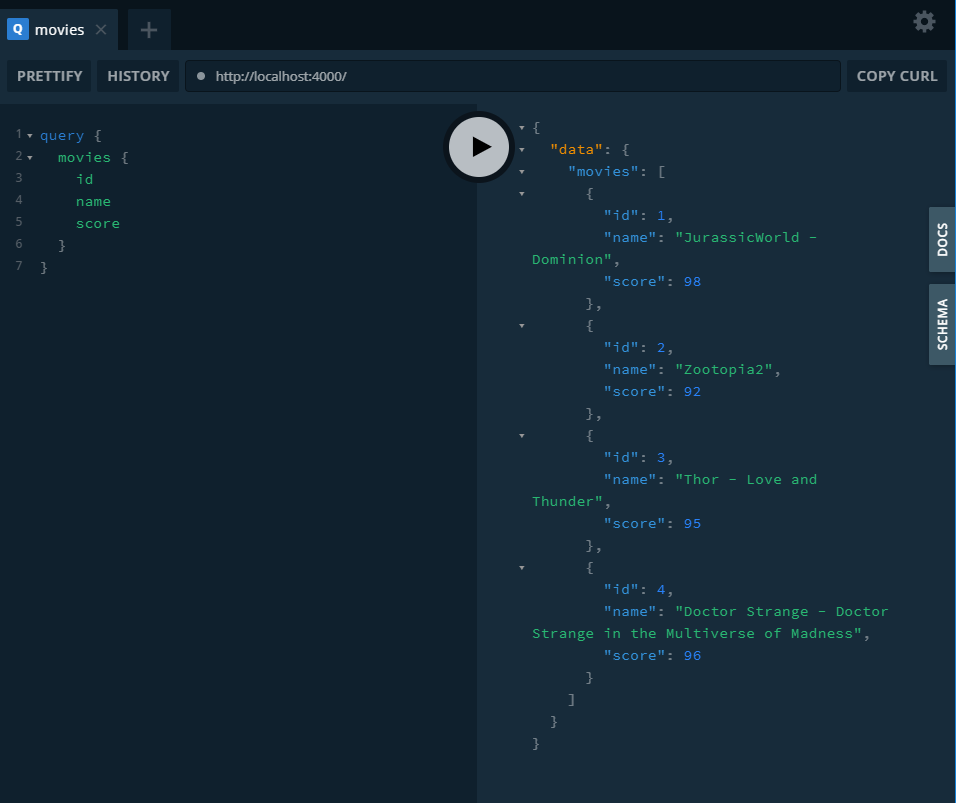 Q movies
PRETTIFY HISTORY http://localhost:4000/ COPY CURL
1 query {
2 movies {
3 id
4 name
5 score
6 }
7 }
{
"data": {
"movies": [
{
"id": 1,
"name": "JurassicWorld -
Dominion",
"score": 98
},
{
"id": 2,
"name": "Zootopia2",
"score": 92
},
{
"id": 3,
"name": "Thor - Love and
Thunder",
"score": 95
},
{
"id": 4,
"name": "Doctor Strange - Doctor
Strange in the Multiverse of Madness",
"score": 96
}
]
}
}
DOCS
SCHEMA